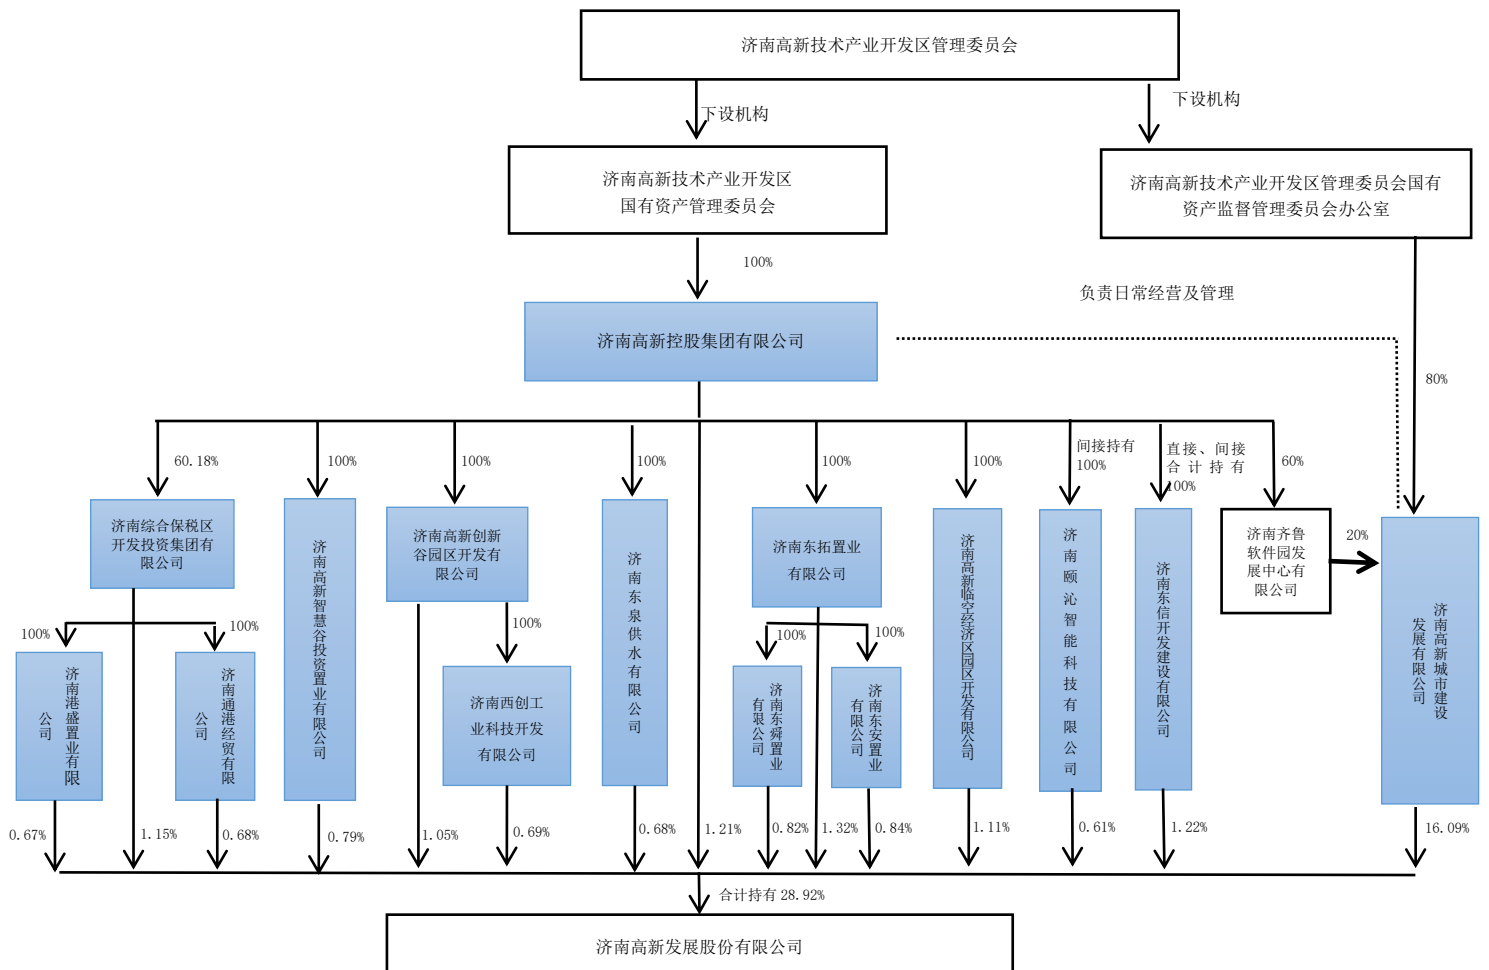 济南高新技术产业开发区管理委员会
下设机构
下设机构
济南高新技术产业开发区
国有资产管理委员会
济南高新技术产业开发区管理委员会国有
资产监督管理委员会办公室
100%
负责日常经营及管理
济南高新控股集团有限公司
80%
60.18%
100%
100%
100%
100%
100%
间接持有
100%
直接、间接
合计持有
100%
60%
济南综合保税区
开发投资集团有
限公司
济南高新智慧谷投资置业有限公司
济南高新创新
谷园区开发有
限公司
济南东泉供水有限公司
济南东拓置业
有限公司
济南高新临空经济区园区开发有限公司
济南颐沁智能科技有限公司
济南东信开发建设有限公司
济南齐鲁
软件园发
展中心有
限公司
20%
济南高新城市建设
发展有限公司
100%
100%
100%
100%
100%
济南港盛置业有限
公司
济南通港经贸有限
公司
济南西创工
业科技开发
有限公司
济南东舜置业
有限公司
济南东安置业
有限公司
0.67%
1.15%
0.68%
0.79%
1.05%
0.69%
0.68%
1.21%
0.82%
1.32%
0.84%
1.11%
0.61%
1.22%
16.09%
合计持有 28.92%
济南高新发展股份有限公司